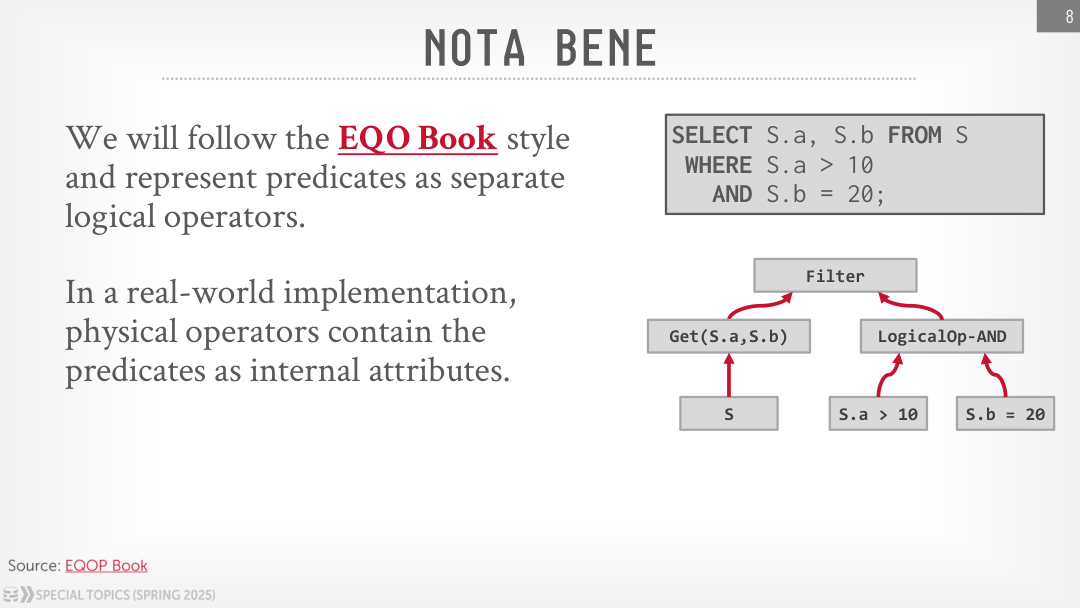 8
NOTA BENE
We will follow the EQO Book style
and represent predicates as separate
logical operators.
In a real-world implementation,
physical operators contain the
predicates as internal attributes.
SELECT S.a, S.b FROM S
WHERE S.a > 10
AND S.b = 20;
Filter
Get(S.a,S.b)
LogicalOp-AND
S
S.a > 10
S.b = 20
Source: EQOP Book
SPECIAL TOPICS (SPRING 2025)